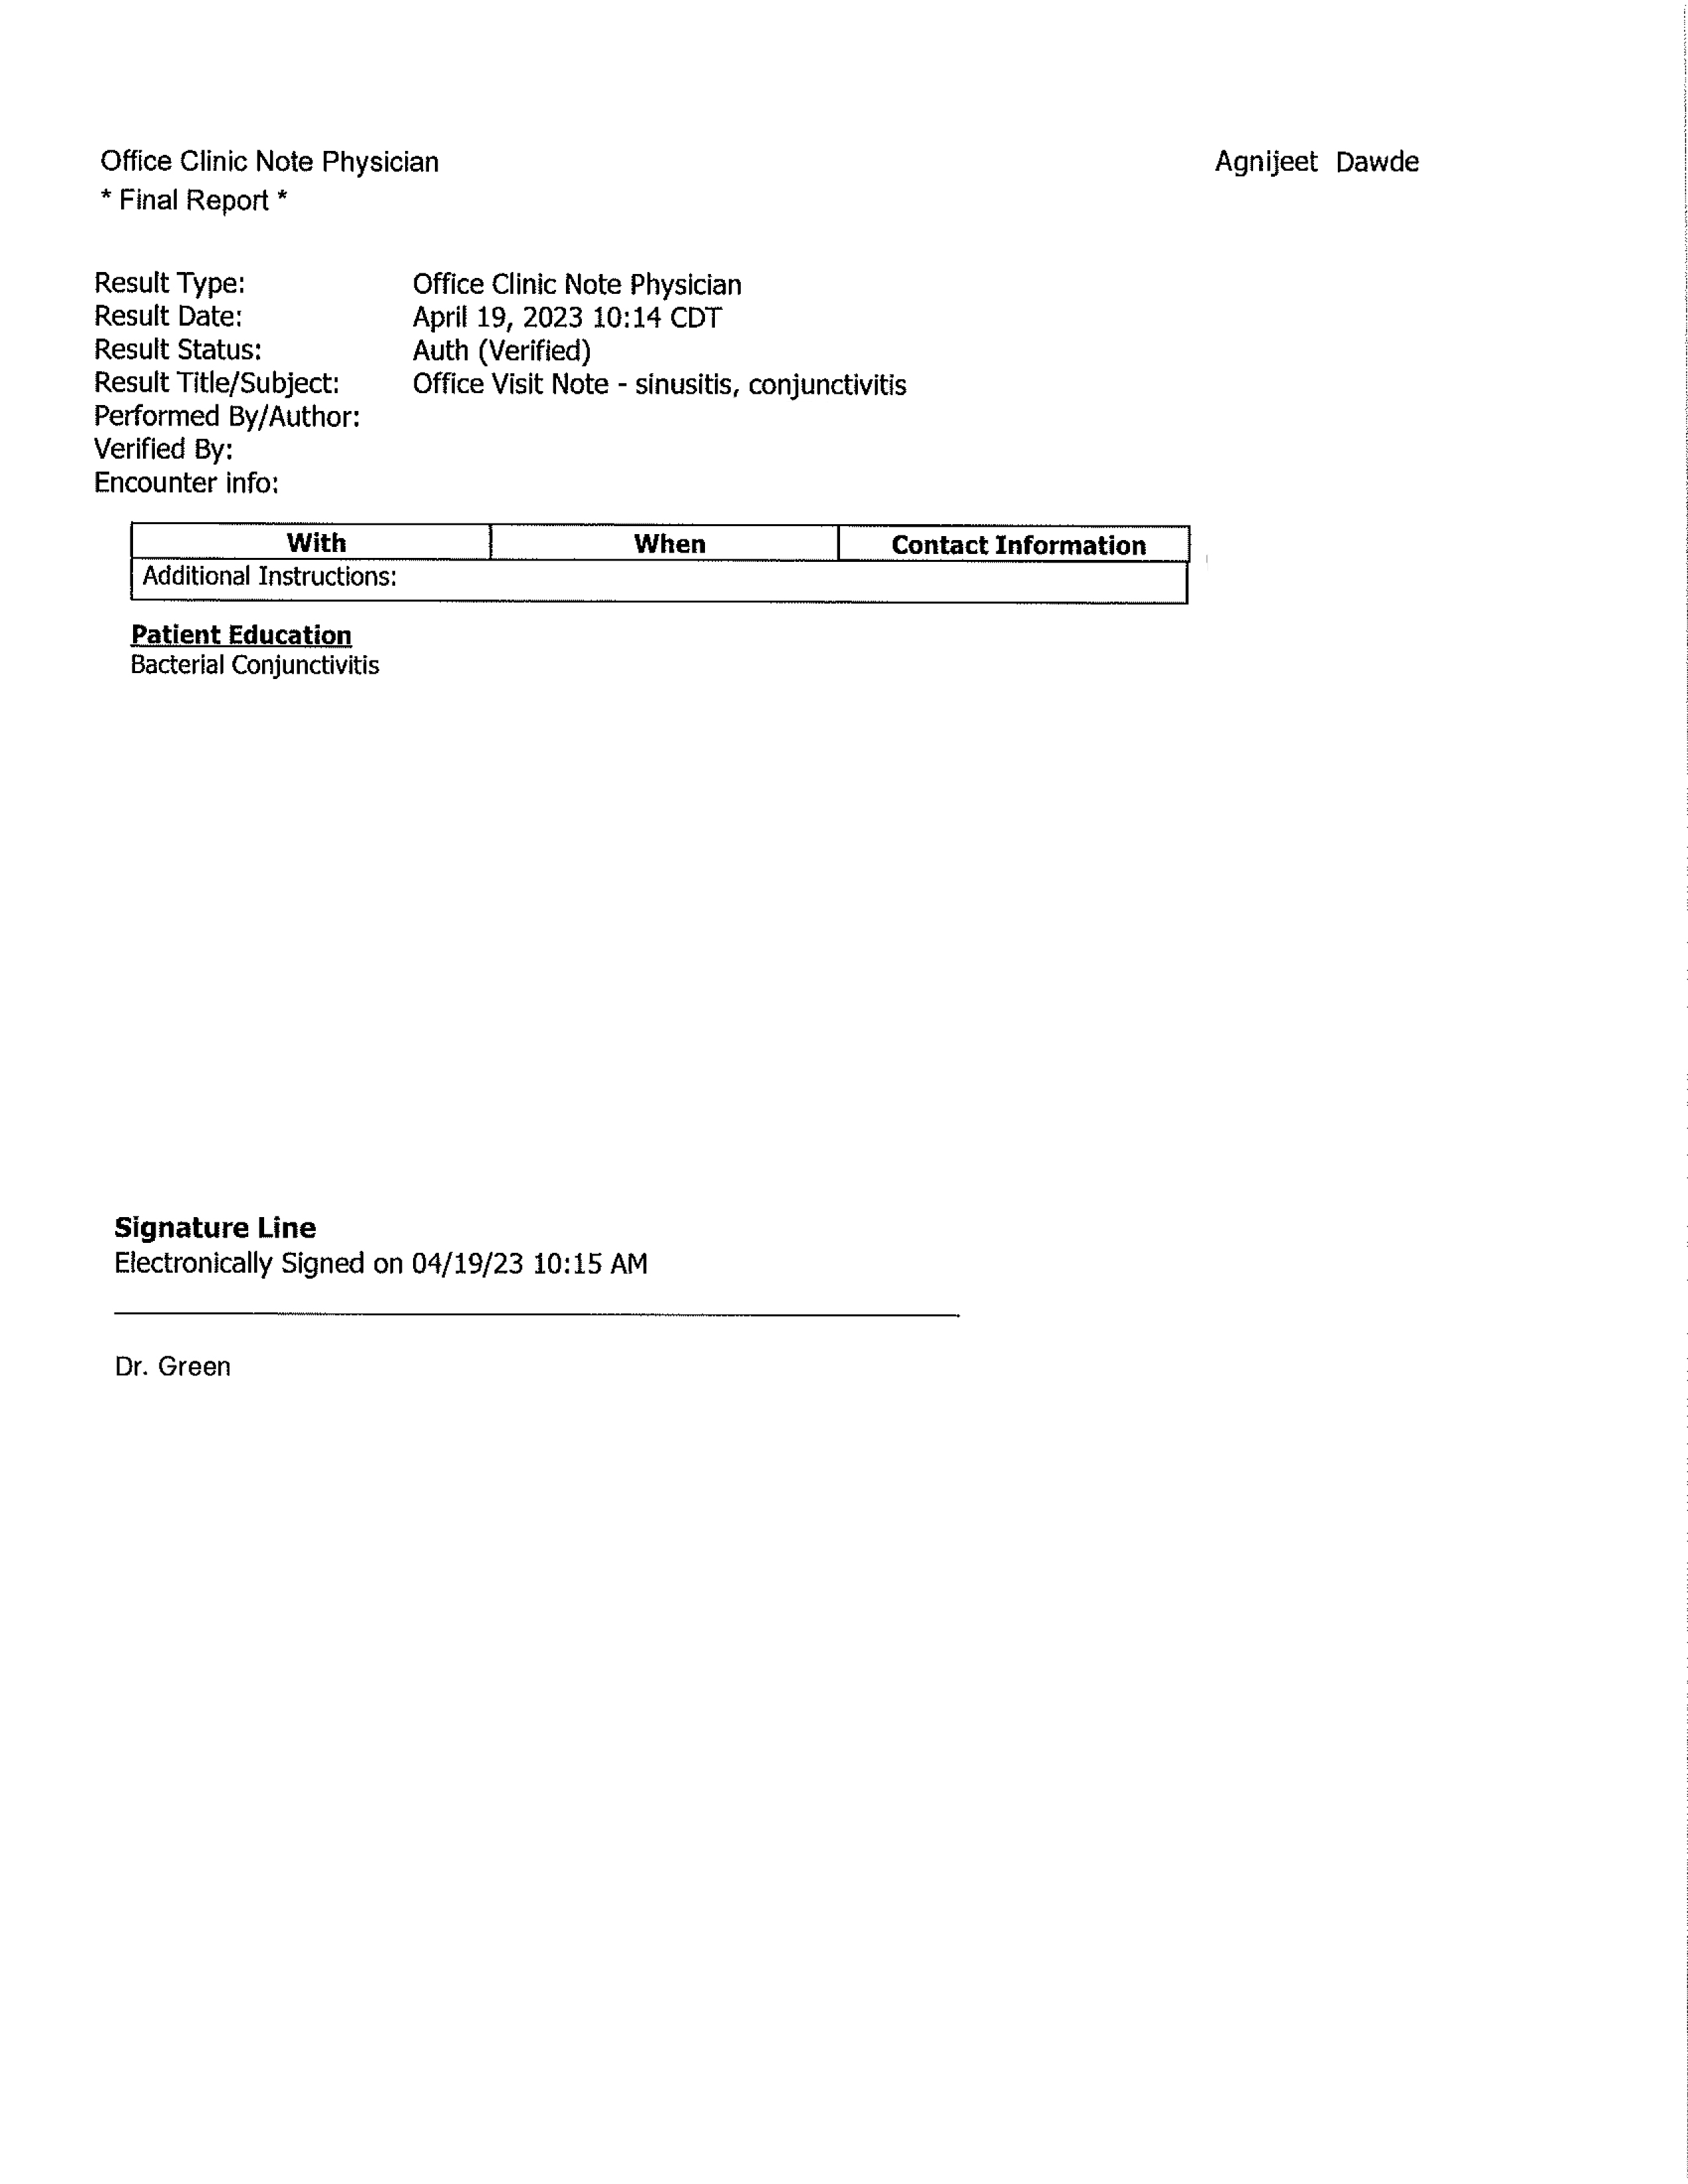 Office Clinic Note Physician Agnijeet Dawde
* Final Report *
Result Type: Office Clinic Note Physician
Result Date: April 19, 2023 10:14 CDT
Result Status: Auth (Verified)
Result Title/Subject: Office Visit Note - sinusitis, conjunctivitis
Performed By/Author:
Verified By:
Encounter info:
With When Contact Information
Additional Instructions:
Patient Education
Bacterial Conjunctivitis
Signature Line
Electronically Signed on 04/19/23 10:15 AM
Dr. Green